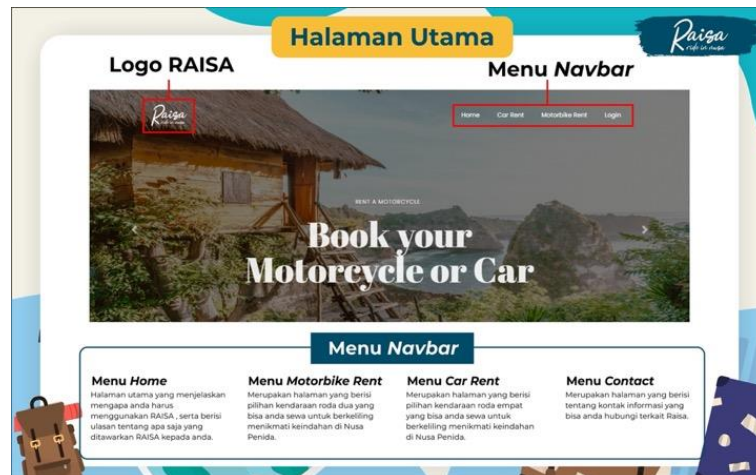 Halaman Utama
Raisa
ride in nusa
Logo RAISA
Menu Navbar
Raisa
Home Car Rent Motorbike Rent Login
RENT A MOTORCYCLE
Book your
Motorcycle or Car
Menu Navbar
Menu Home
Halaman utama yang menjelaskan
mengapa anda harus
menggunakan RAISA , serta berisi
ulasan tentang apa saja yang
ditawarkan RAISA kepada anda.
Menu Motorbike Rent
Merupakan halaman yang berisi
pilihan kendaraan roda dua yang
bisa anda sewa untuk berkeliling
menikmati keindahan di Nusa
Penida.
Menu Car Rent
Merupakan halaman yang berisi
pilihan kendaraan roda empat
yang bisa anda sewa untuk
berkeliling menikmati keindahan
di Nusa Penida.
Menu Contact
Merupakan halaman yang berisi
tentang kontak informasi yang
bisa anda hubungi terkait Raisa.